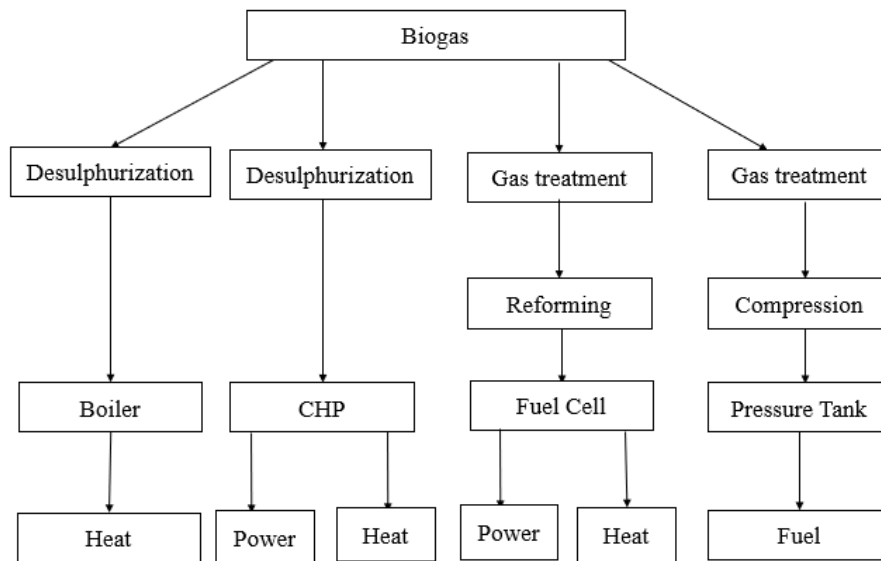 Biogas
Desulphurization
Desulphurization
Gas treatment
Gas treatment
Reforming
Compression
Boiler
CHP
Fuel Cell
Pressure Tank
Heat
Power
Heat
Power
Heat
Fuel